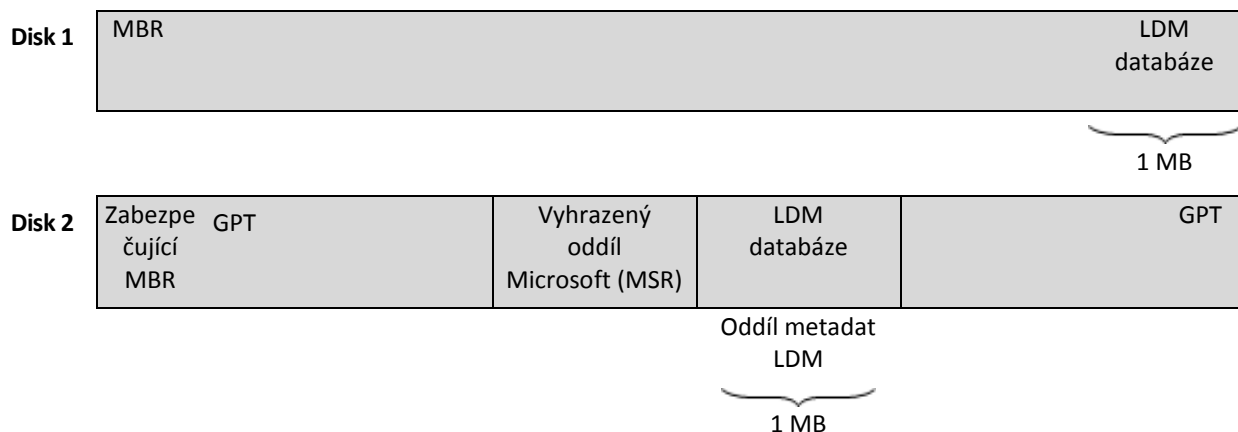 Disk 1
MBR
LDM
databáze
1 MB
Disk 2
Zabezpe
čující
MBR
GPT
Vyhrazený
oddíl
Microsoft (MSR)
LDM
databáze
GPT
Oddíl metadat
LDM
1 MB